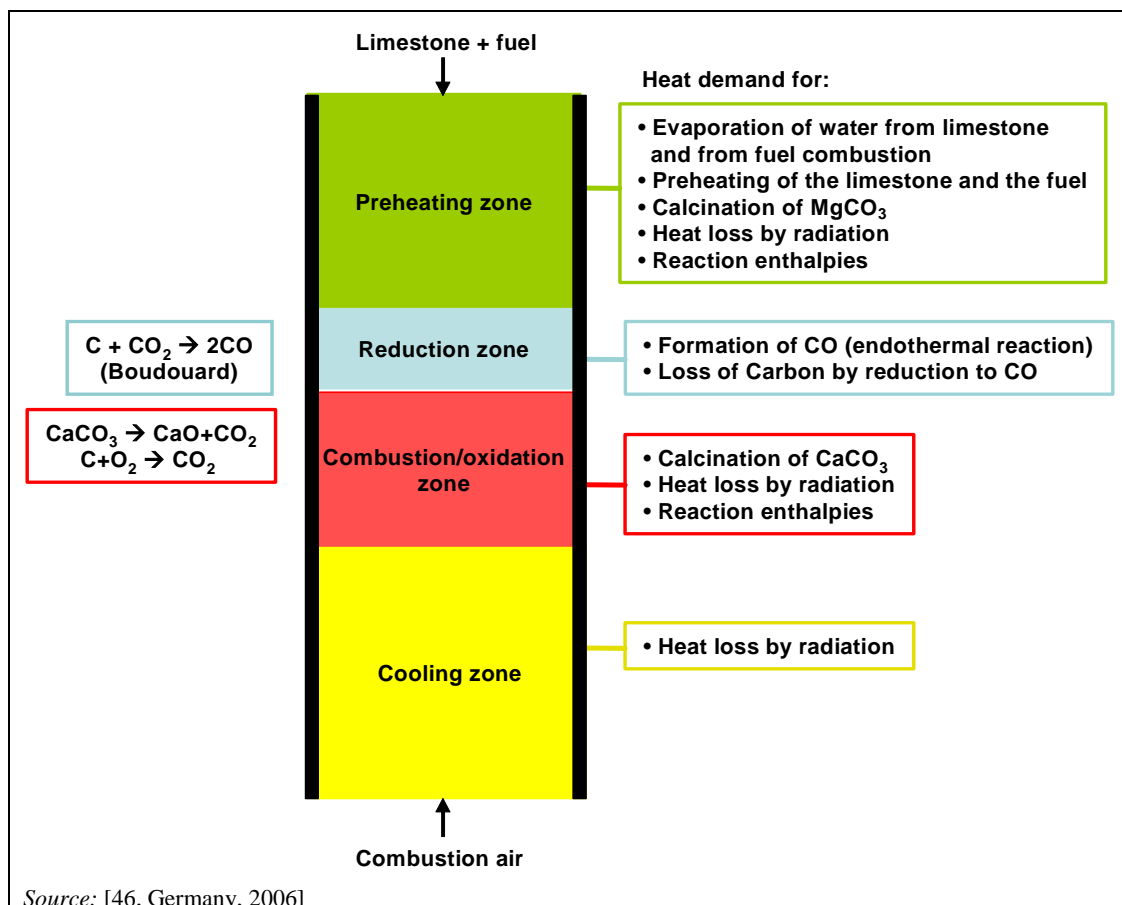 Limestone + fuel
Heat demand for:
• Evaporation of water from limestone
and from fuel combustion
• Preheating of the limestone and the fuel
• Calcination of MgCO₃
• Heat loss by radiation
• Reaction enthalpies
Preheating zone
C + CO₂ → 2CO
(Boudouard)
Reduction zone
• Formation of CO (endothermal reaction)
• Loss of Carbon by reduction to CO
CaCO₃ → CaO+CO₂
C+O₂ → CO₂
Combustion/oxidation
zone
• Calcination of CaCO₃
• Heat loss by radiation
• Reaction enthalpies
Cooling zone
• Heat loss by radiation
Combustion air
Source: [46, Germany, 2006]